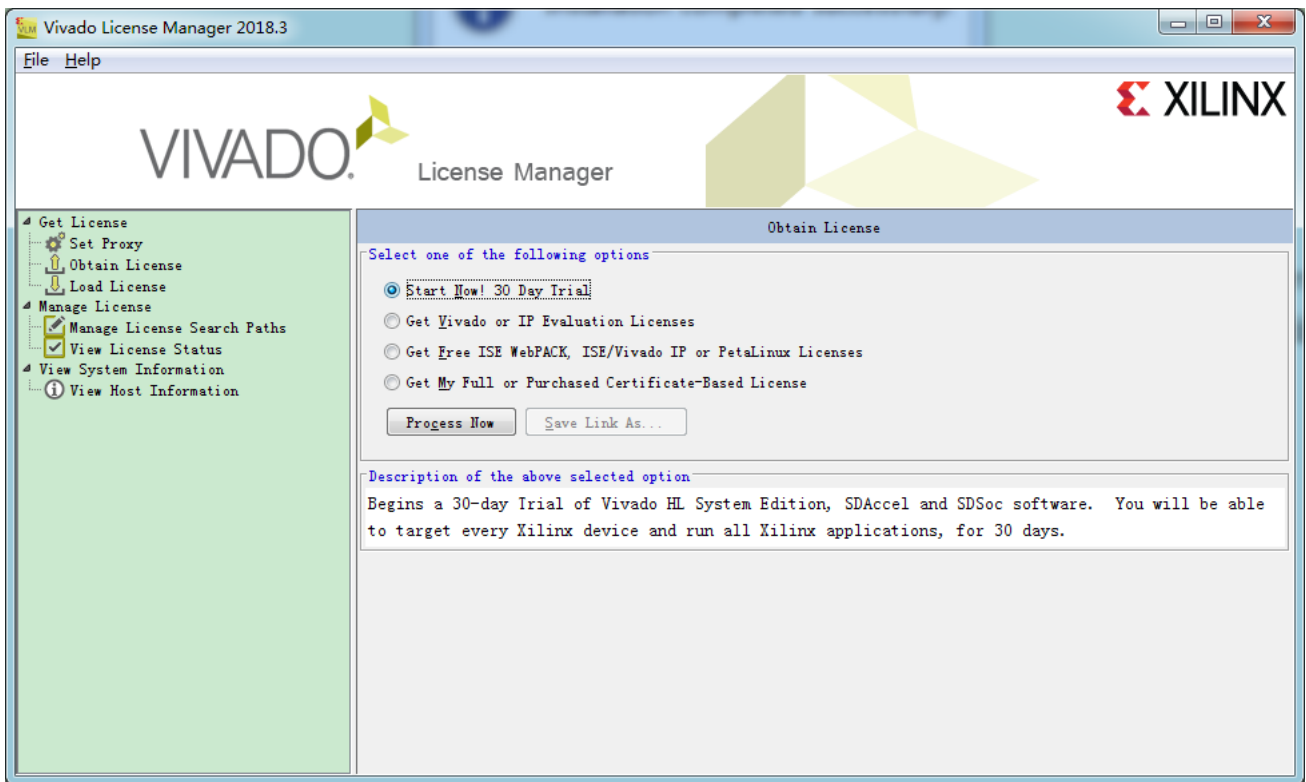 Vivado License Manager 2018.3
File Help
VIVADO.
License Manager
XILINX
Get License
Set Proxy
Obtain License
Load License
Manage License
Manage License Search Paths
View License Status
View System Information
View Host Information
Obtain License
Select one of the following options
Start Now! 30 Day Trial
Get Vivado or IP Evaluation Licenses
Get Free ISE WebPACK, ISE/Vivado IP or PetaLinux Licenses
Get My Full or Purchased Certificate-Based License
Process Now Save Link As...
Description of the above selected option
Begins a 30-day Trial of Vivado HL System Edition, SDAccel and SDSoc software. You will be able
to target every Xilinx device and run all Xilinx applications, for 30 days.